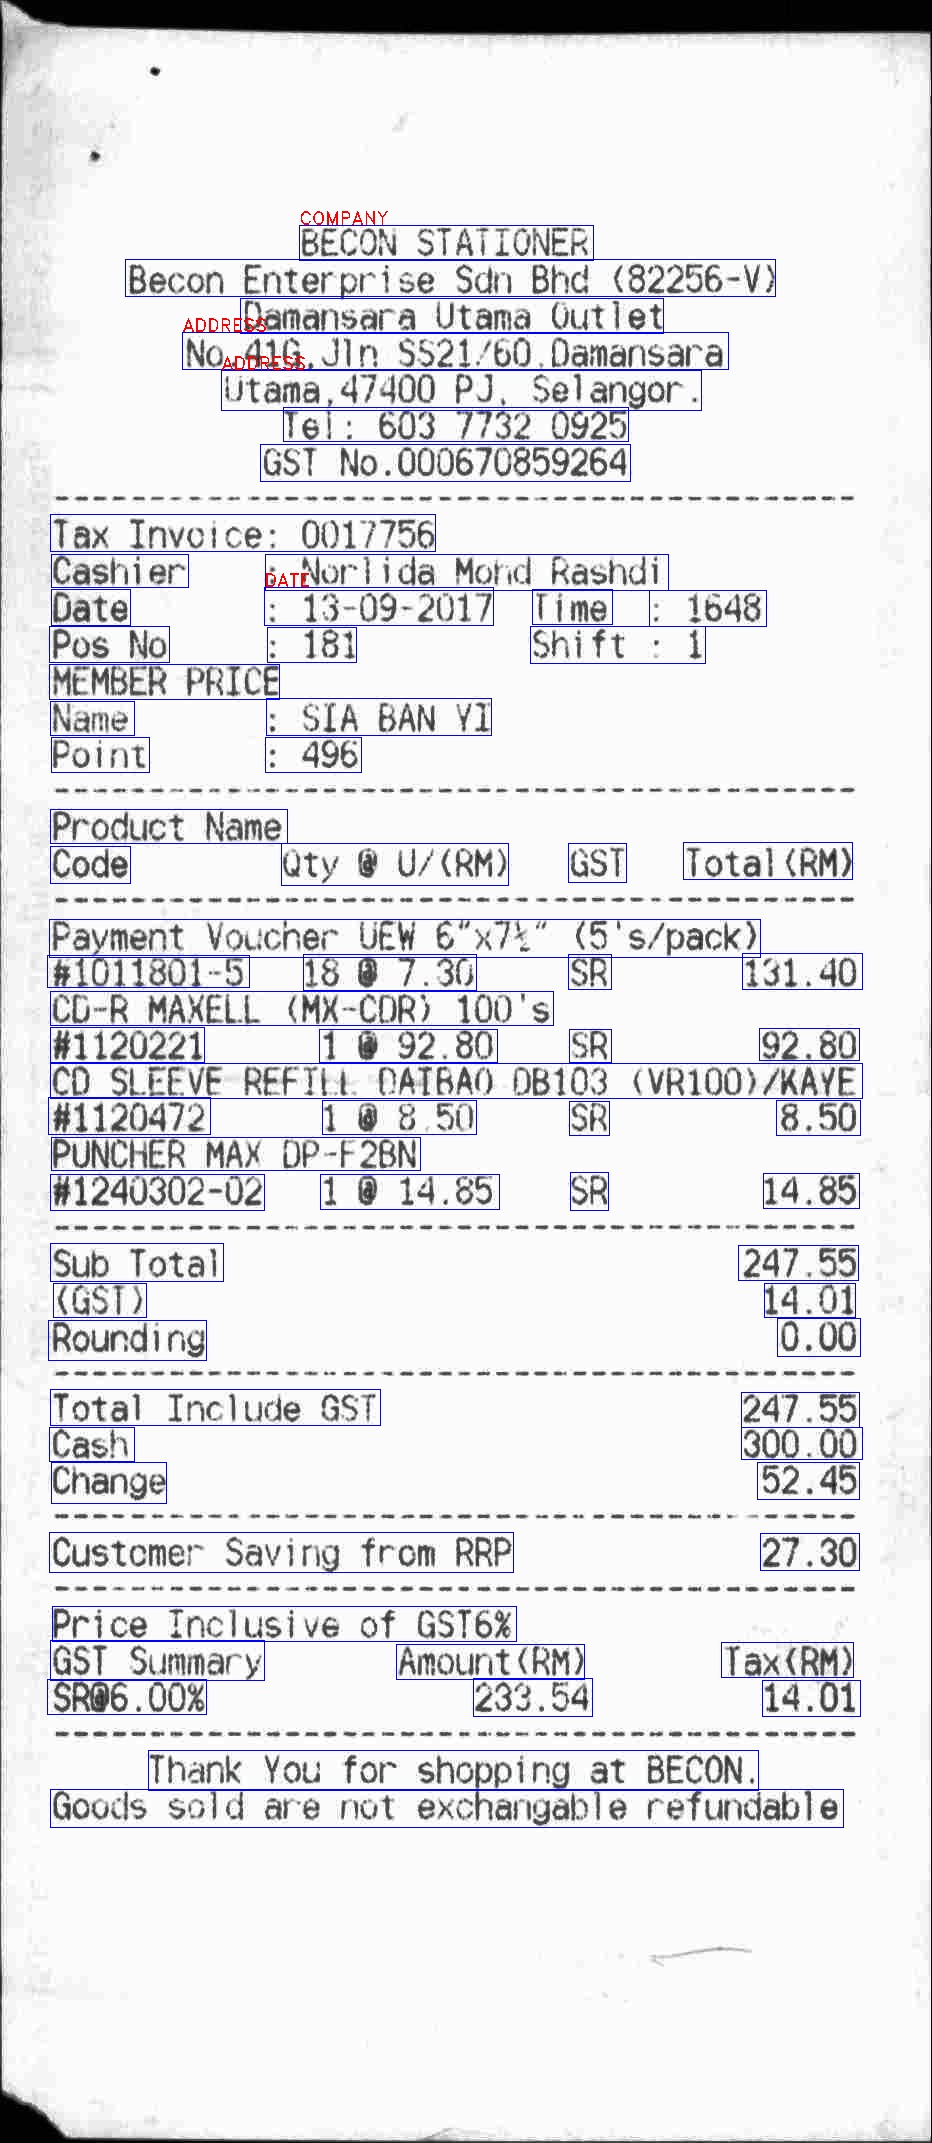 COMPANY
BECON STATIONER
Becon Enterprise Sdn Bhd (82256-V)
Damansara Utama Outlet
ADDRESS
No.41G,Jln SS21/60,Damansara
ADDRESS
Utama,47400 PJ, Selangor.
Tel: 603 7732 0925
GST No.000670859264
Tax Invoice: 0017756
Cashier : Norlida Mohd Rashdi
DATE
Date : 13-09-2017 Time : 1648
Pos No : 181 Shift : 1
MEMBER PRICE
Name : SIA BAN YI
Point : 496
Product Name
Code Qty @ U/(RM) GST Total(RM)
Payment Voucher UEW 6"x7½" (5's/pack)
#1011801-5 18 @ 7.30 SR 131.40
CD-R MAXELL (MX-CDR) 100's
#1120221 1 @ 92.80 SR 92.80
CD SLEEVE REFILL DAIBAO DB103 (VR100)/KAYE
#1120472 1 @ 8.50 SR 8.50
PUNCHER MAX DP-F2BN
#1240302-02 1 @ 14.85 SR 14.85
Sub Total 247.55
(GST) 14.01
Rounding 0.00
Total Include GST 247.55
Cash 300.00
Change 52.45
Customer Saving from RRP 27.30
Price Inclusive of GST6%
GST Summary Amount(RM) Tax(RM)
SR@6.00% 233.54 14.01
Thank You for shopping at BECON.
Goods sold are not exchangable refundable